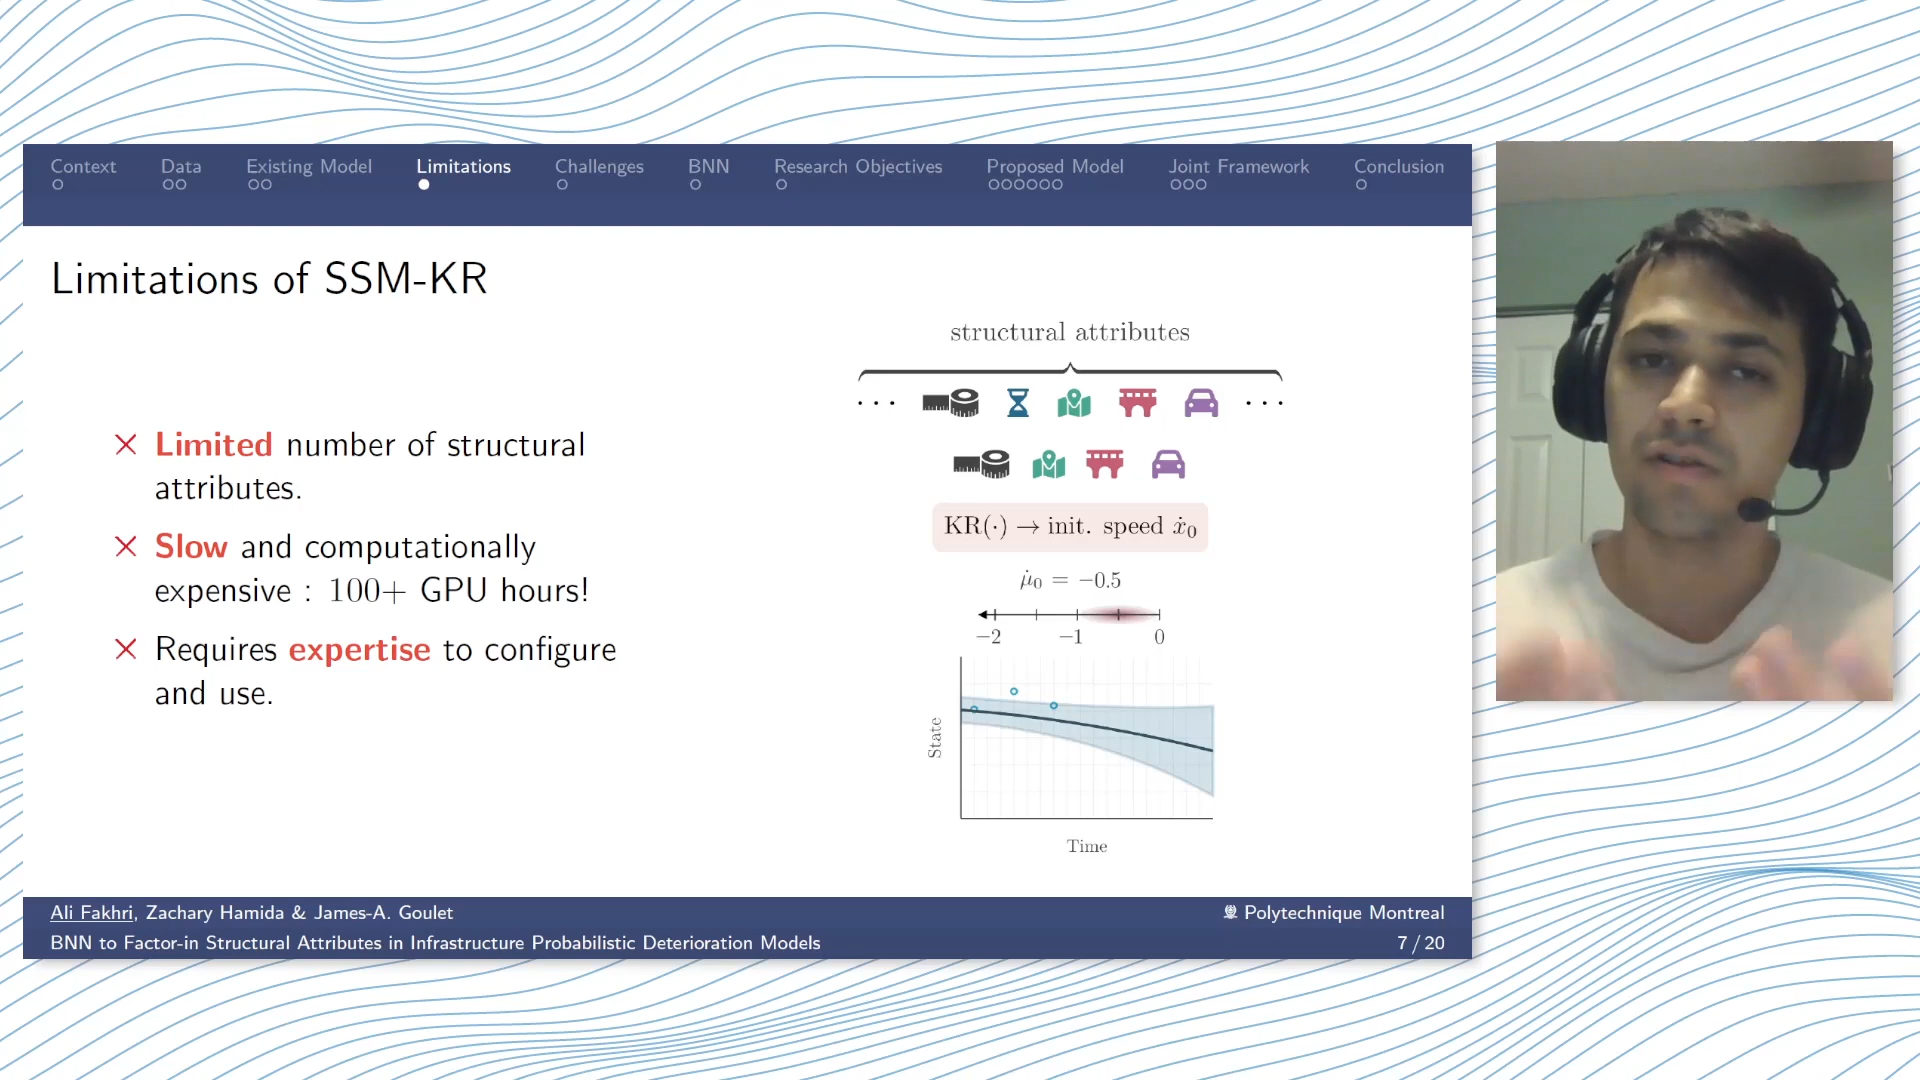 Context Data Existing Model Limitations Challenges BNN Research Objectives Proposed Model Joint Framework Conclusion
Limitations of SSM-KR
× Limited number of structural
attributes.
× Slow and computationally
expensive : 100+ GPU hours!
× Requires expertise to configure
and use.
structural attributes
KR(·) → init. speed ẋ₀
μ̇₀ = −0.5
−2 −1 0
State
Time
Ali Fakhri, Zachary Hamida & James-A. Goulet
Polytechnique Montreal
BNN to Factor-in Structural Attributes in Infrastructure Probabilistic Deterioration Models
7 / 20